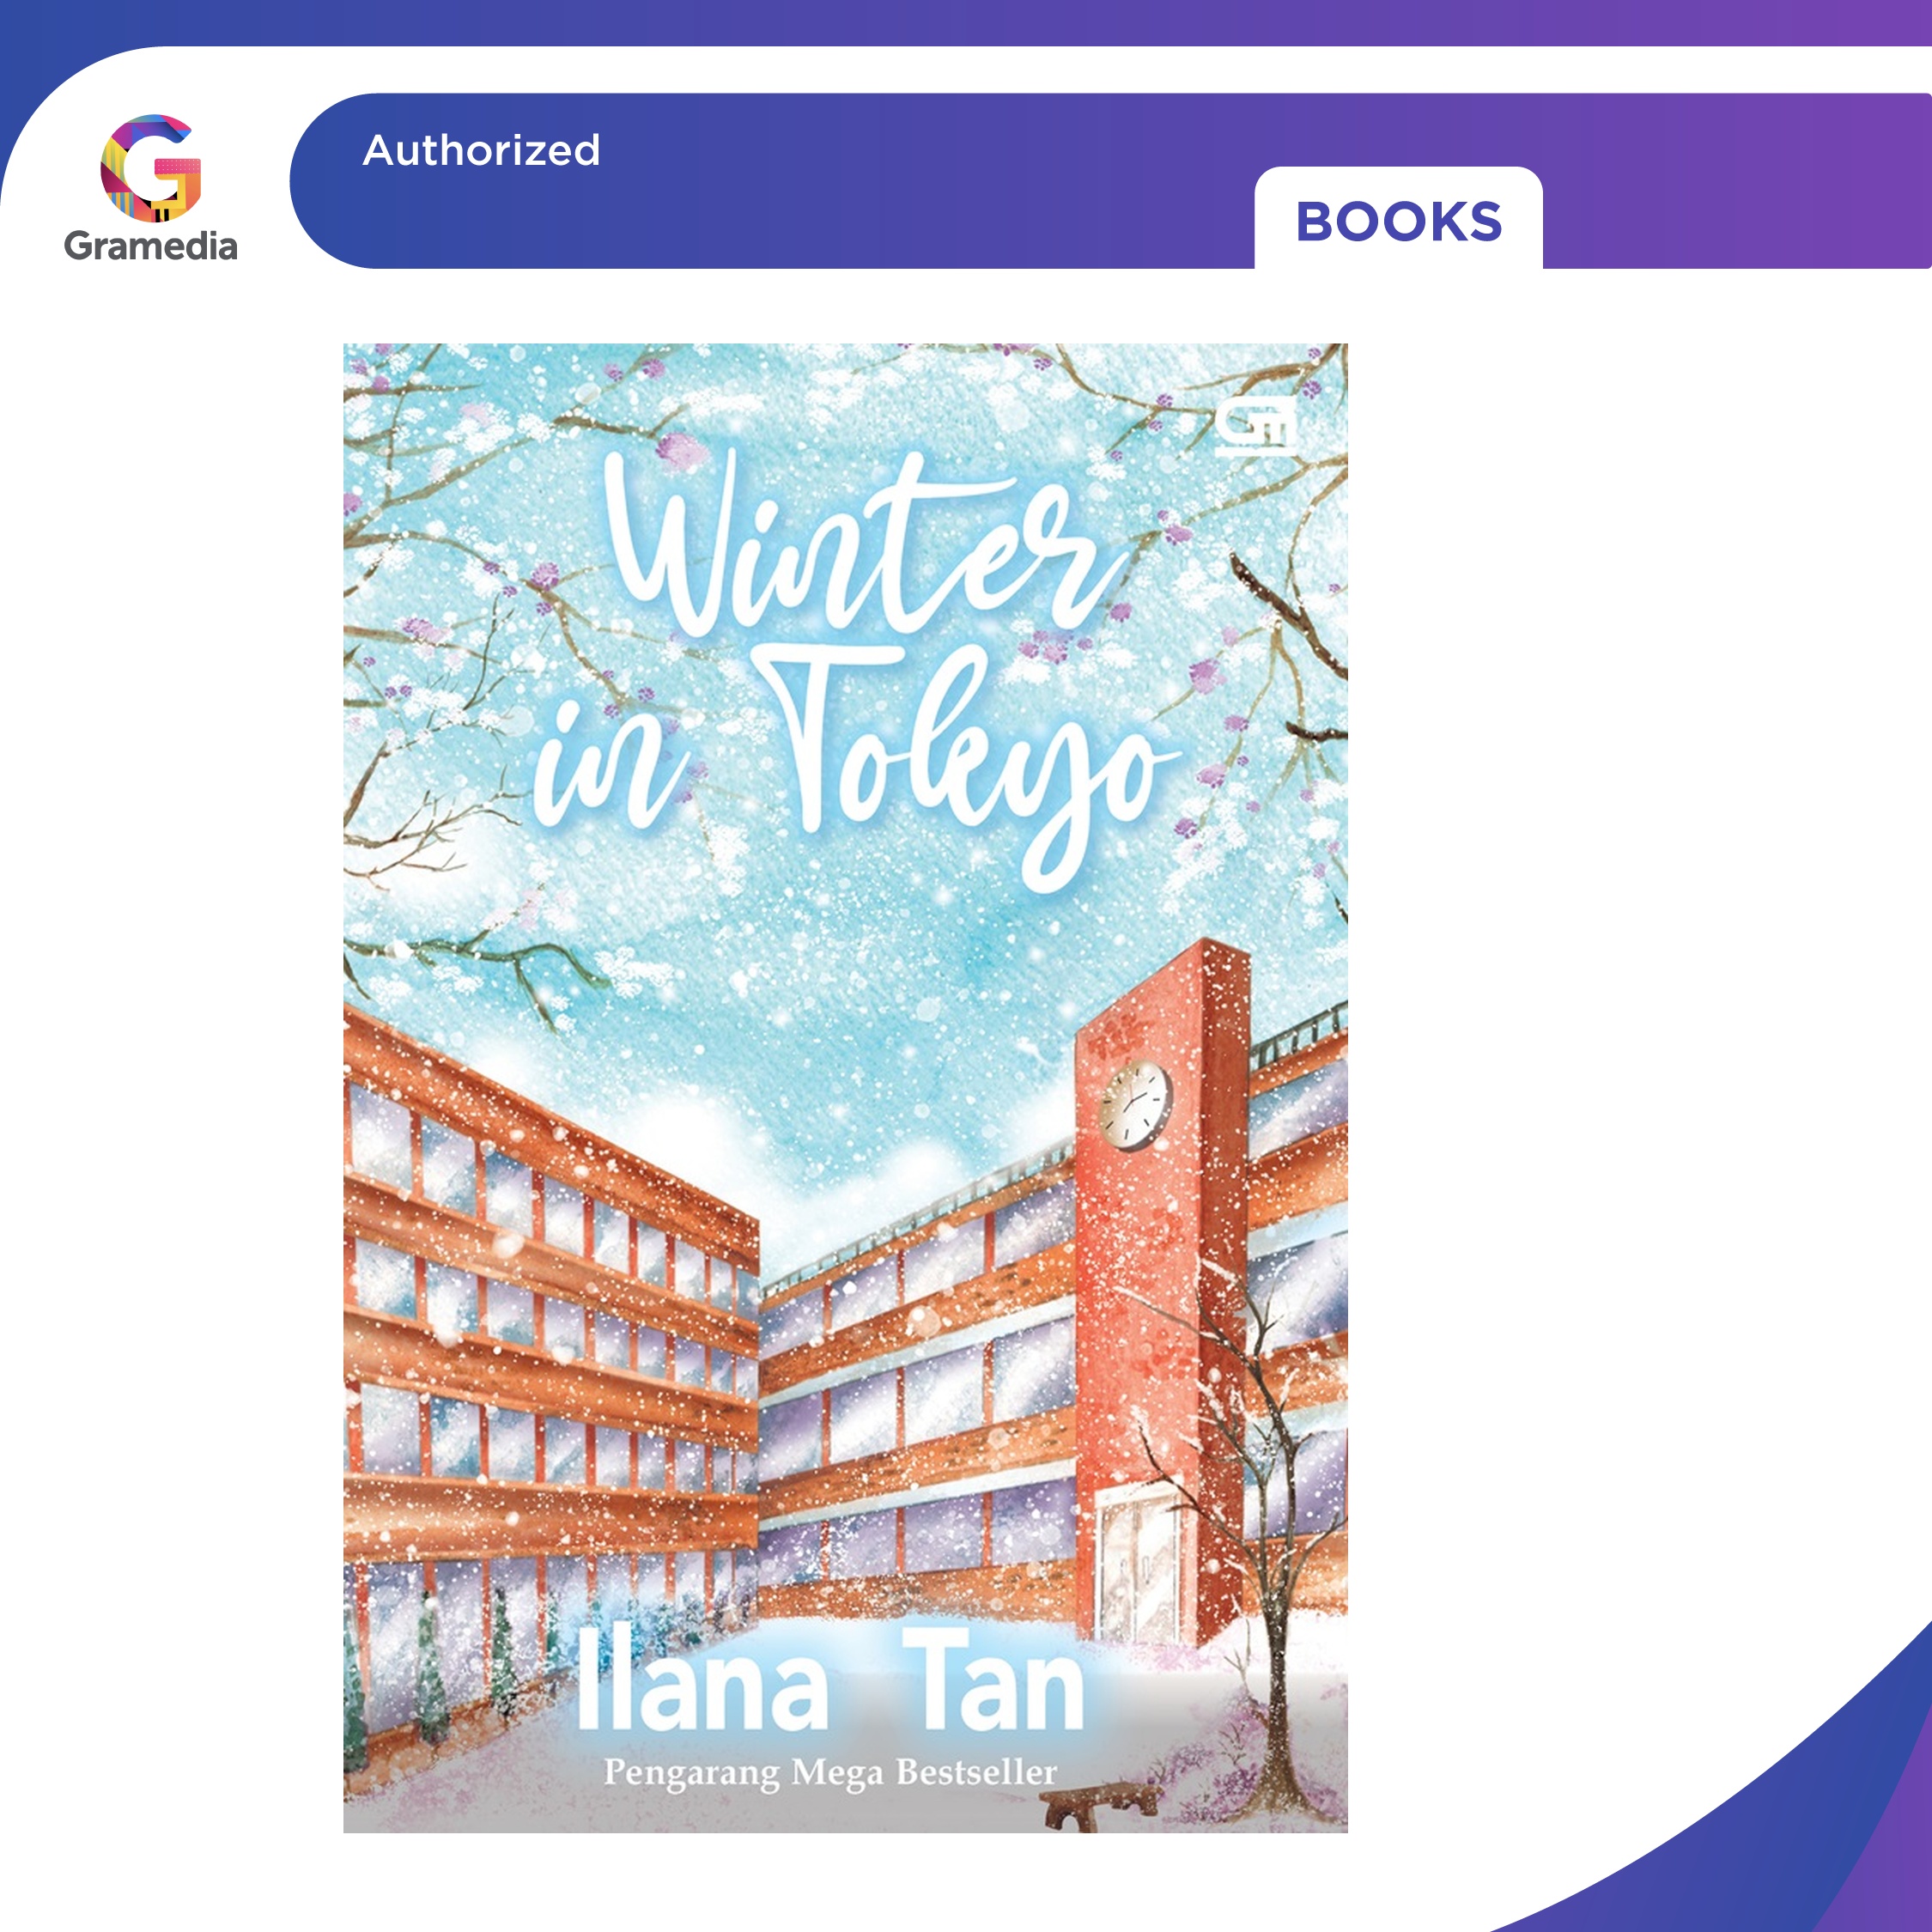 Authorized
BOOKS
Gramedia
Winter
in Tokyo
Ilana Tan
Pengarang Mega Bestseller